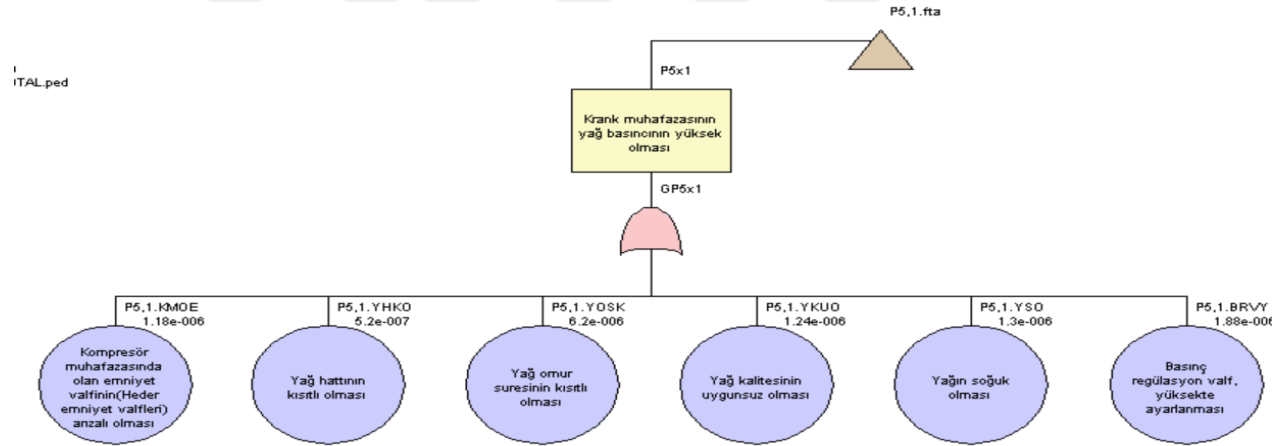 P5,1.fta
ITAL.ped
P5x1
Krank muhafazasının
yağ basıncının yüksek
olması
GP5x1
P5,1.KMOE
1.18e-006
P5,1.YHKO
5.2e-007
P5,1.YOSK
6.2e-006
P5,1.YKUO
1.24e-006
P5,1.YSO
1.3e-006
P5,1.BRVY
1.88e-006
Kompresör
muhafazasında
olan emniyet
valfinin(Heder
emniyet valfleri)
arızalı olması
Yağ hattının
kısıtlı olması
Yağ omur
suresinin kısıtlı
olması
Yağ kalitesinin
uygunsuz olması
Yağın soğuk
olması
Basınç
regülasyon valf,
yüksekte
ayarlanması